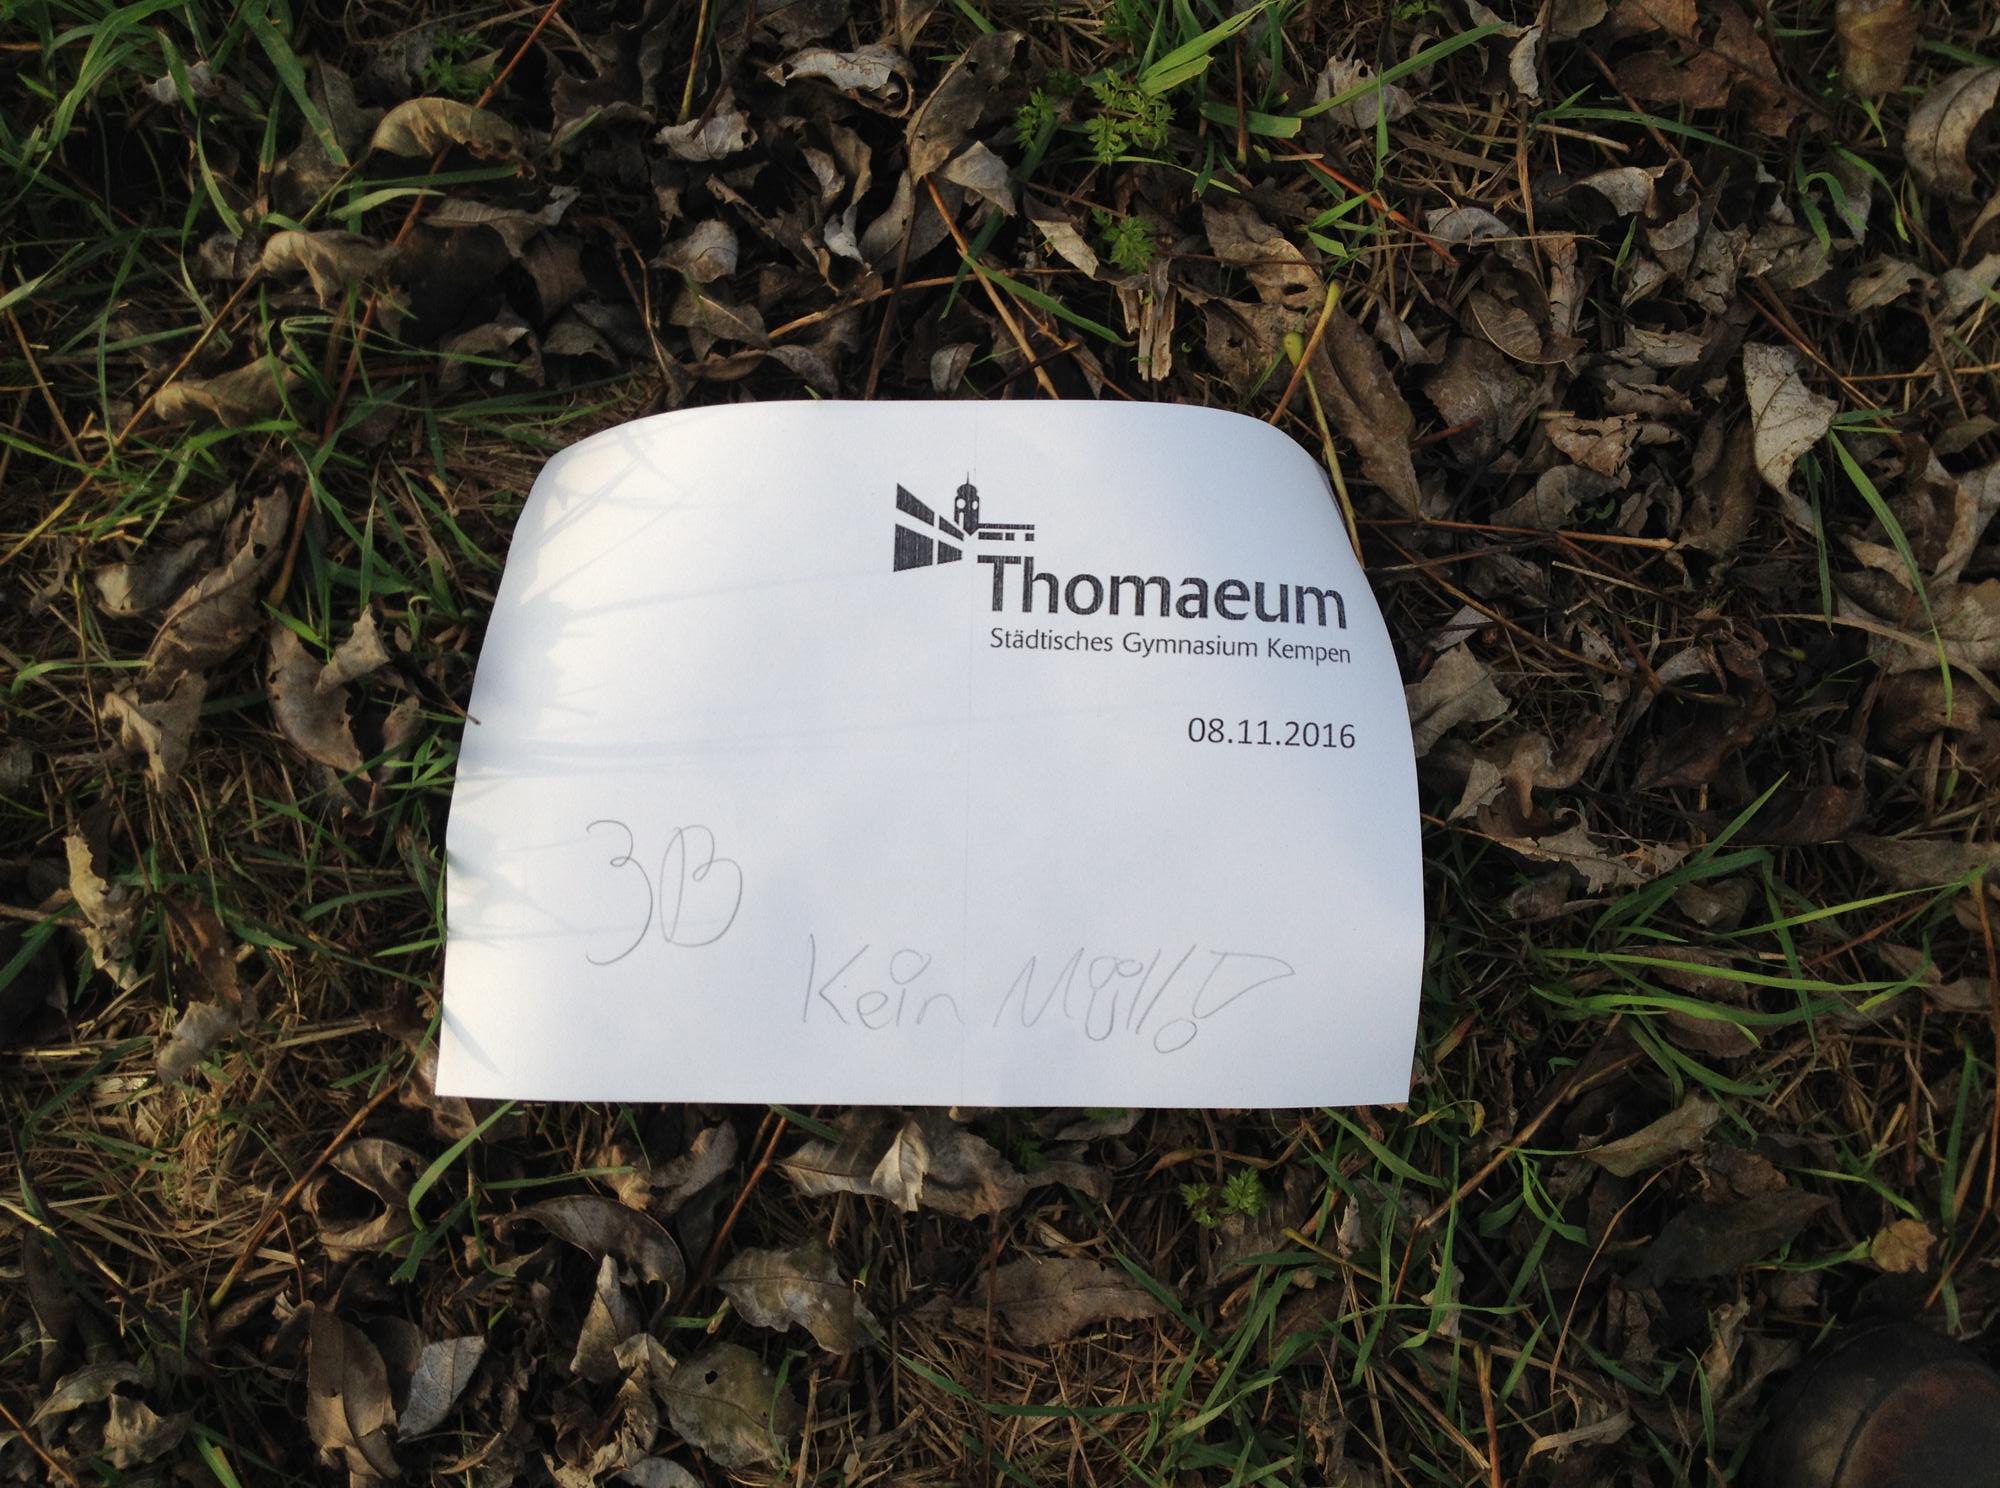 Thomaeum
Städtisches Gymnasium Kempen
08.11.2016
3B
Kein Müll!